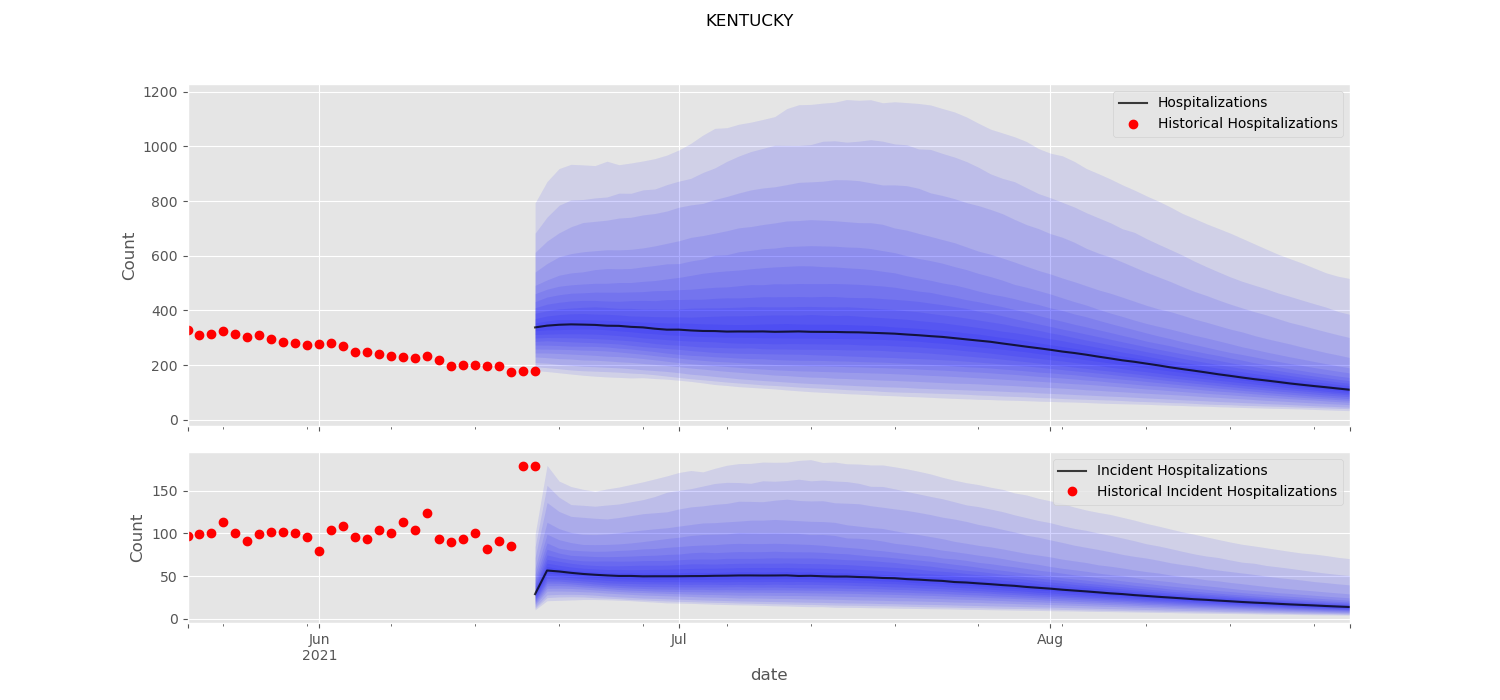 KENTUCKY
1200
1000
800
600
400
200
0
Count
Hospitalizations
Historical Hospitalizations
150
100
50
0
Count
Incident Hospitalizations
Historical Incident Hospitalizations
Jun
2021
Jul
Aug
date